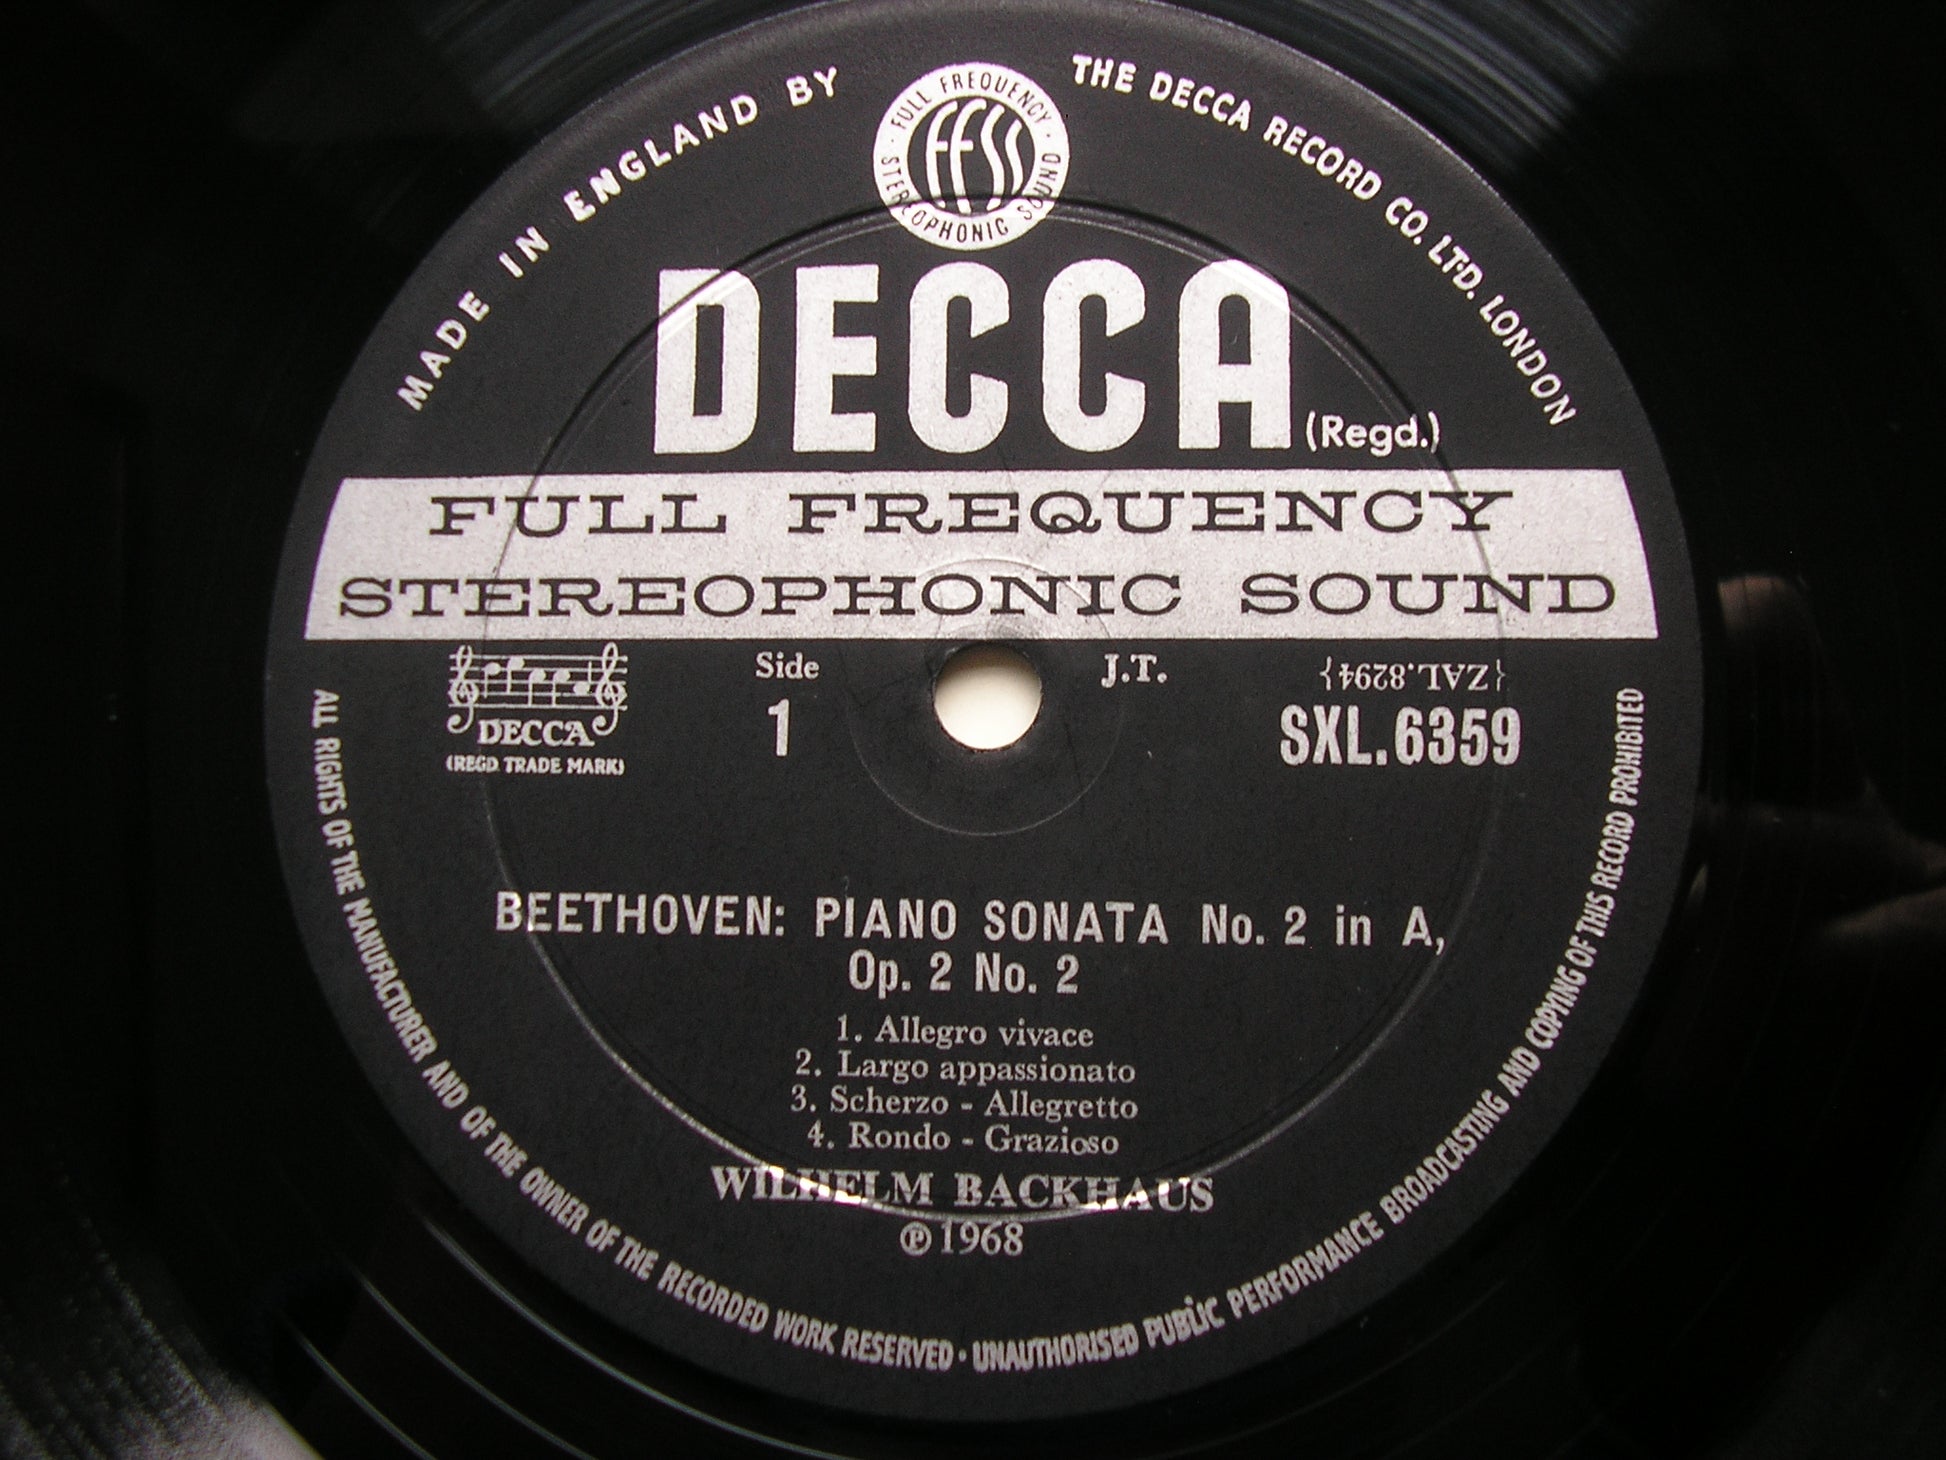 MADE IN ENGLAND BY
THE DECCA RECORD CO. LTD. LONDON
FULL FREQUENCY
STEREOPHONIC SOUND
FFSS
DECCA (Regd.)
FULL FREQUENCY
STEREOPHONIC SOUND
DECCA
(REGD. TRADE MARK)
Side
1
J.T.
{ZAL.8294}
SXL.6359
BEETHOVEN: PIANO SONATA No. 2 in A,
Op. 2 No. 2
1. Allegro vivace
2. Largo appassionato
3. Scherzo - Allegretto
4. Rondo - Grazioso
WILHELM BACKHAUS
℗1968
ALL RIGHTS OF THE MANUFACTURER AND OF THE OWNER OF THE RECORDED WORK RESERVED · UNAUTHORISED PUBLIC PERFORMANCE BROADCASTING AND COPYING OF THIS RECORD PROHIBITED